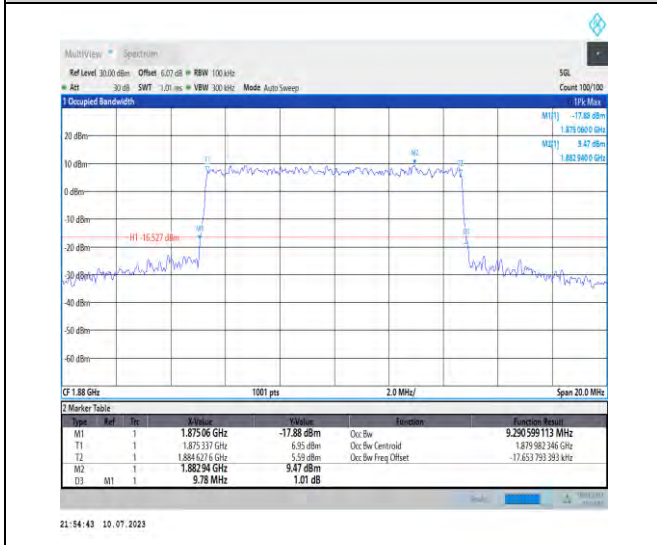 MultiView Spectrum
Ref Level 30.00 dBm Offset 6.07 dB RBW 100 kHz SGL
Att 30 dB SWT 1.01 ms VBW 300 kHz Mode Auto Sweep Count 100/100
1 Occupied Bandwidth 1Pk Max
M1[1] -17.88 dBm
1.875 060 0 GHz
M2[1] 9.47 dBm
1.882 940 0 GHz
20 dBm
10 dBm
0 dBm
-10 dBm
H1 -16.527 dBm
-20 dBm
-30 dBm
-40 dBm
-50 dBm
-60 dBm
T1
M2
T2
M1
D3
CF 1.88 GHz 1001 pts 2.0 MHz/ Span 20.0 MHz
2 Marker Table
Type Ref Trc X-Value Y-Value Function Function Result
M1 1 1.875 06 GHz -17.88 dBm Occ Bw 9.290 599 113 MHz
T1 1 1.875 337 GHz 6.95 dBm Occ Bw Centroid 1.879 982 346 GHz
T2 1 1.884 627 6 GHz 5.59 dBm Occ Bw Freq Offset -17.653 793 393 kHz
M2 1 1.882 94 GHz 9.47 dBm
D3 M1 1 9.78 MHz 1.01 dB
21:54:43 10.07.2023